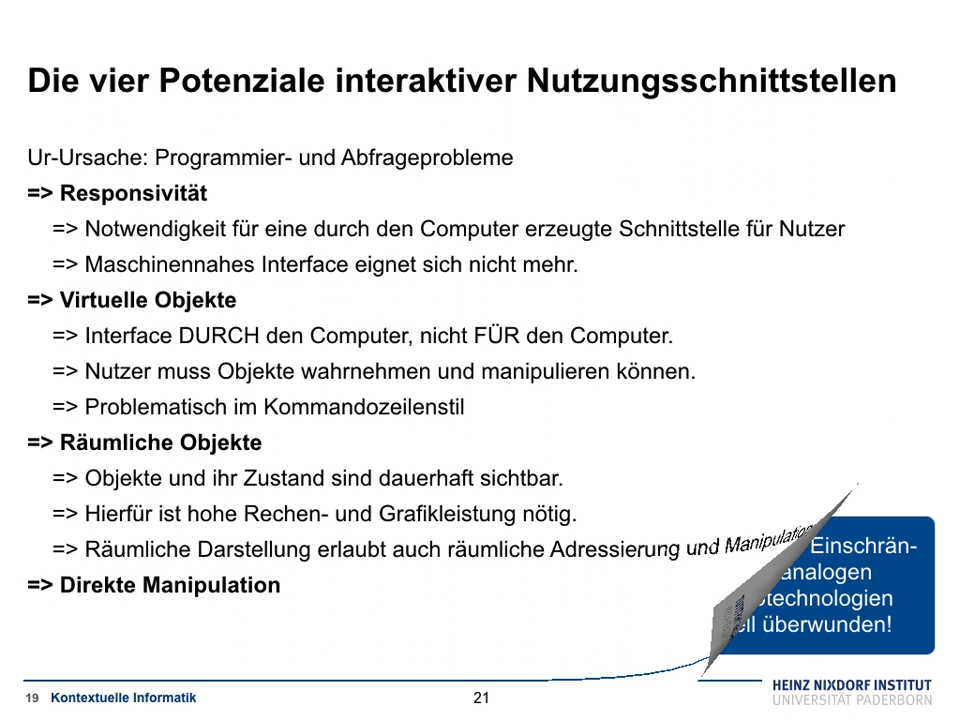 Die vier Potenziale interaktiver Nutzungsschnittstellen
Ur-Ursache: Programmier- und Abfrageprobleme
=> Responsivität
=> Notwendigkeit für eine durch den Computer erzeugte Schnittstelle für Nutzer
=> Maschinennahes Interface eignet sich nicht mehr.
=> Virtuelle Objekte
=> Interface DURCH den Computer, nicht FÜR den Computer.
=> Nutzer muss Objekte wahrnehmen und manipulieren können.
=> Problematisch im Kommandozeilenstil
=> Räumliche Objekte
=> Objekte und ihr Zustand sind dauerhaft sichtbar.
=> Hierfür ist hohe Rechen- und Grafikleistung nötig.
=> Räumliche Darstellung erlaubt auch räumliche Adressierung und Manipulation
=> Direkte Manipulation
Einschrän-
analogen
überwunden!
19 Kontextuelle Informatik
21
HEINZ NIXDORF INSTITUT
UNIVERSITÄT PADERBORN